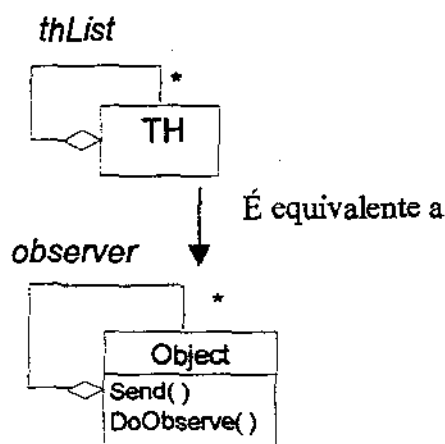 thList
*
TH
É equivalente a
observer
*
Object
Send()
DoObserve()